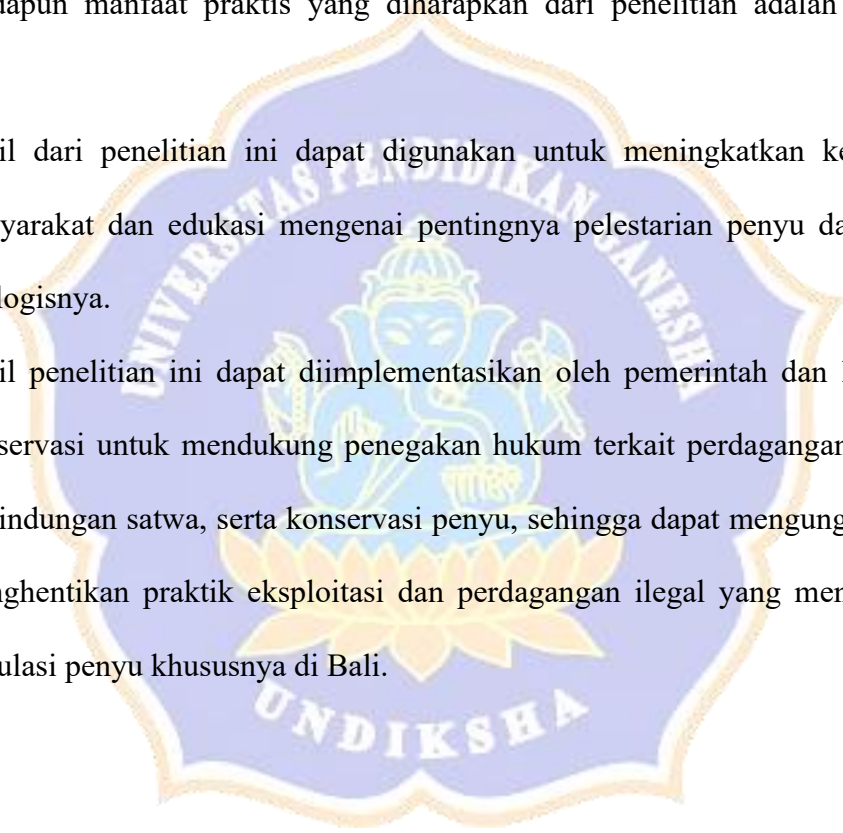 dapun manfaat praktis yang diharapkan dari penelitian adalah
il dari penelitian ini dapat digunakan untuk meningkatkan ke
yarakat dan edukasi mengenai pentingnya pelestarian penyu da
logisnya.
il penelitian ini dapat diimplementasikan oleh pemerintah dan
servasi untuk mendukung penegakan hukum terkait perdagangan
lindungan satwa, serta konservasi penyu, sehingga dapat mengung
nghentikan praktik eksploitasi dan perdagangan ilegal yang men
ulasi penyu khususnya di Bali.
UNIVERSITAS PENDIDIKAN GANESHA
UNDIKSHA